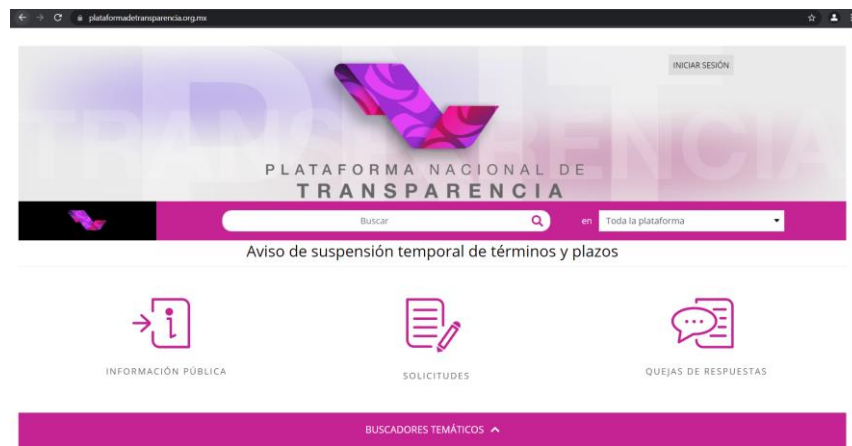 plataformadetransparencia.org.mx
INICIAR SESIÓN
TRANSPARENCIA
PLATAFORMA NACIONAL DE
TRANSPARENCIA
Buscar
en
Toda la plataforma
Aviso de suspensión temporal de términos y plazos
INFORMACIÓN PÚBLICA
SOLICITUDES
QUEJAS DE RESPUESTAS
BUSCADORES TEMÁTICOS